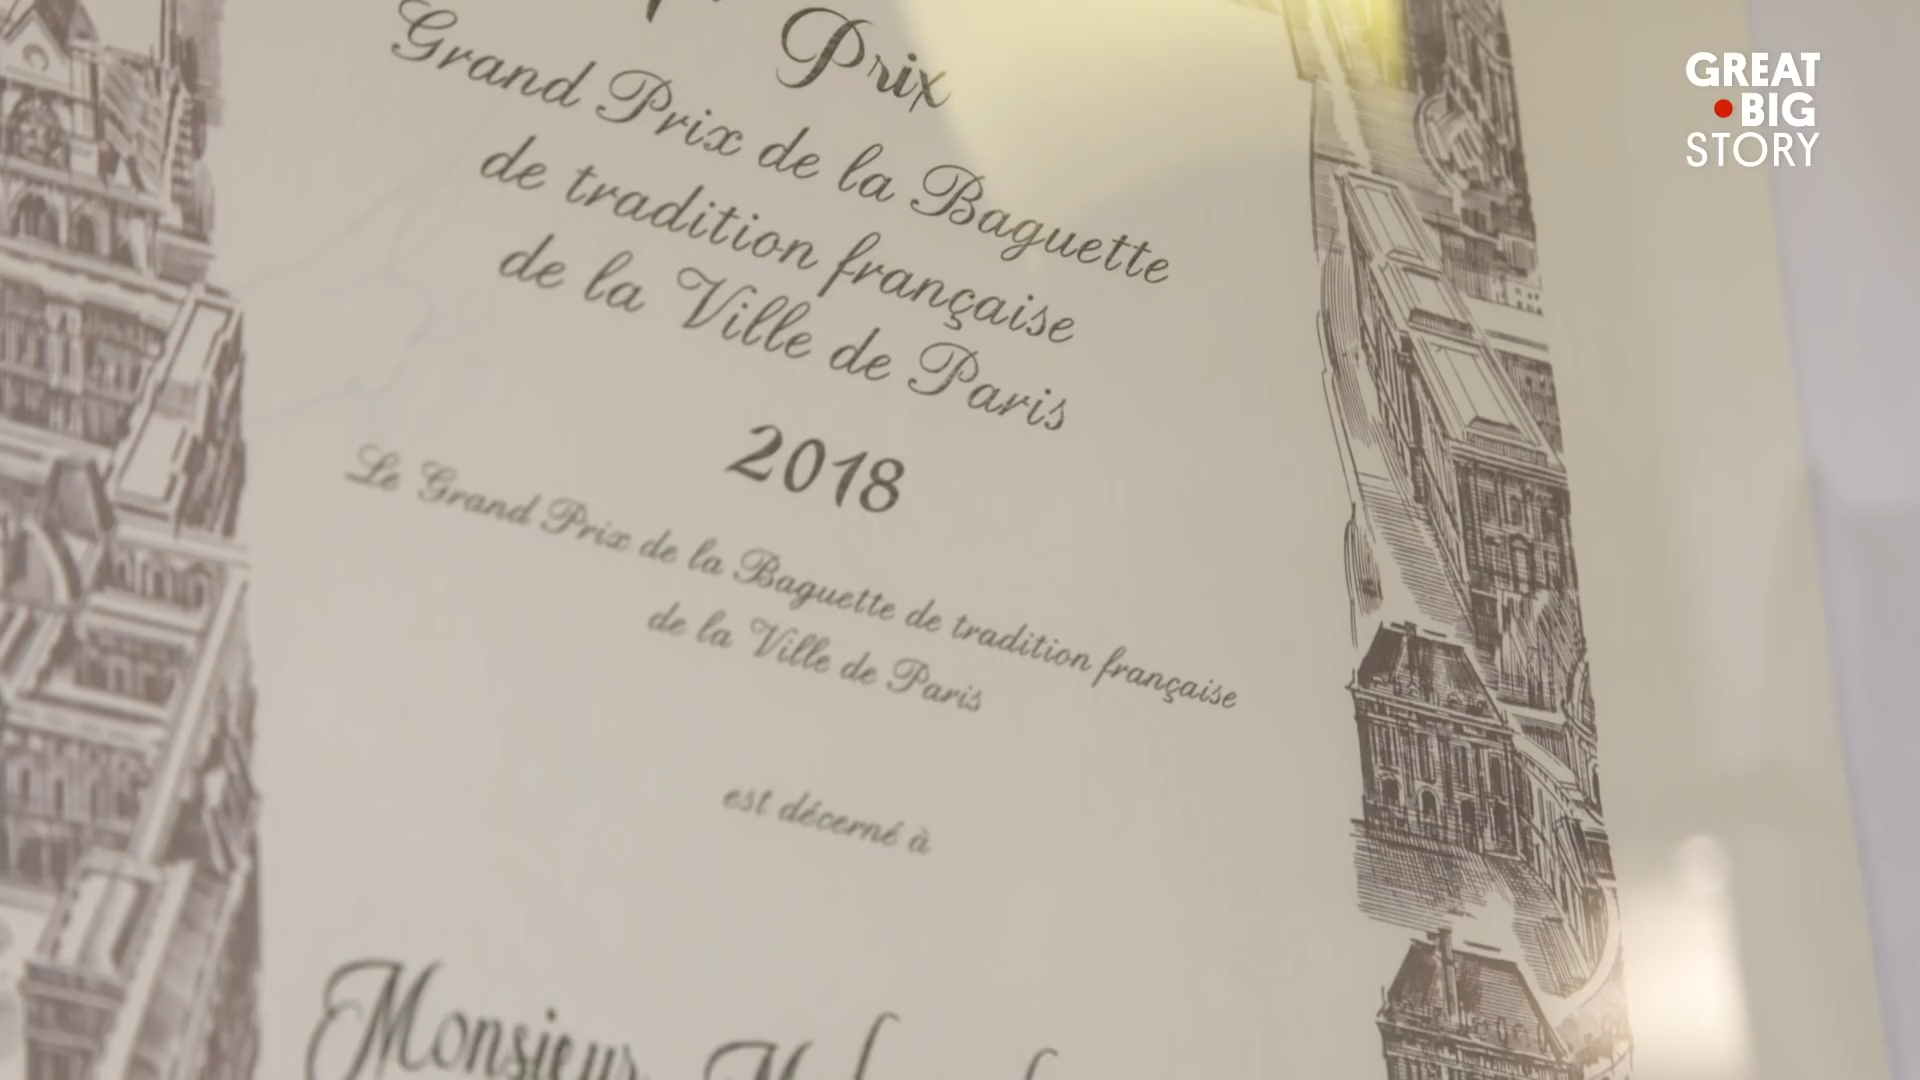 Prix
Grand Prix de la Baguette
de tradition française
de la Ville de Paris
2018
Le Grand Prix de la Baguette de tradition française
de la Ville de Paris
est décerné à
Monsieur
GREAT
BIG
STORY